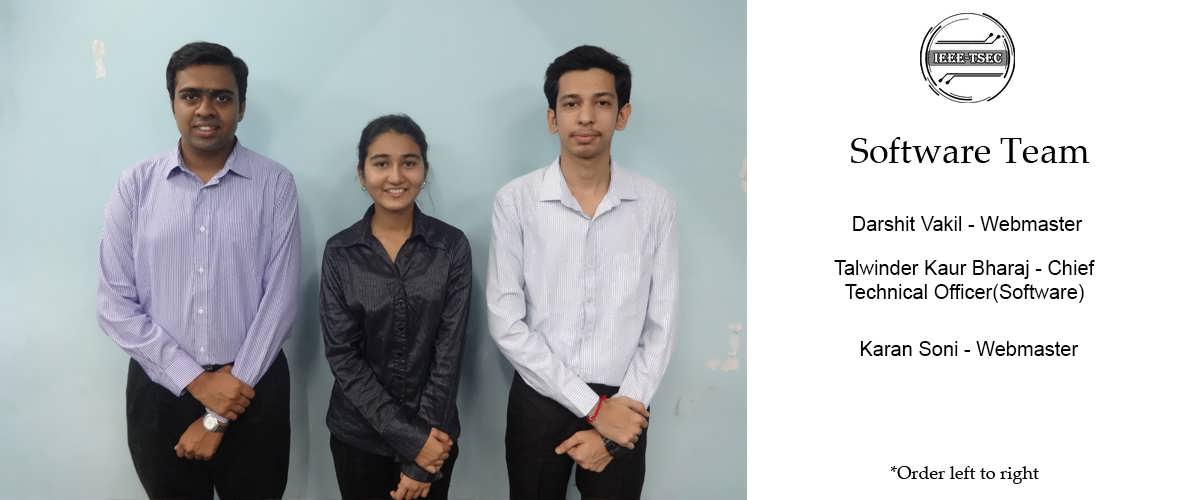 IEEE-TSEC
Software Team
Darshit Vakil - Webmaster
Talwinder Kaur Bharaj - Chief
Technical Officer(Software)
Karan Soni - Webmaster
*Order left to right